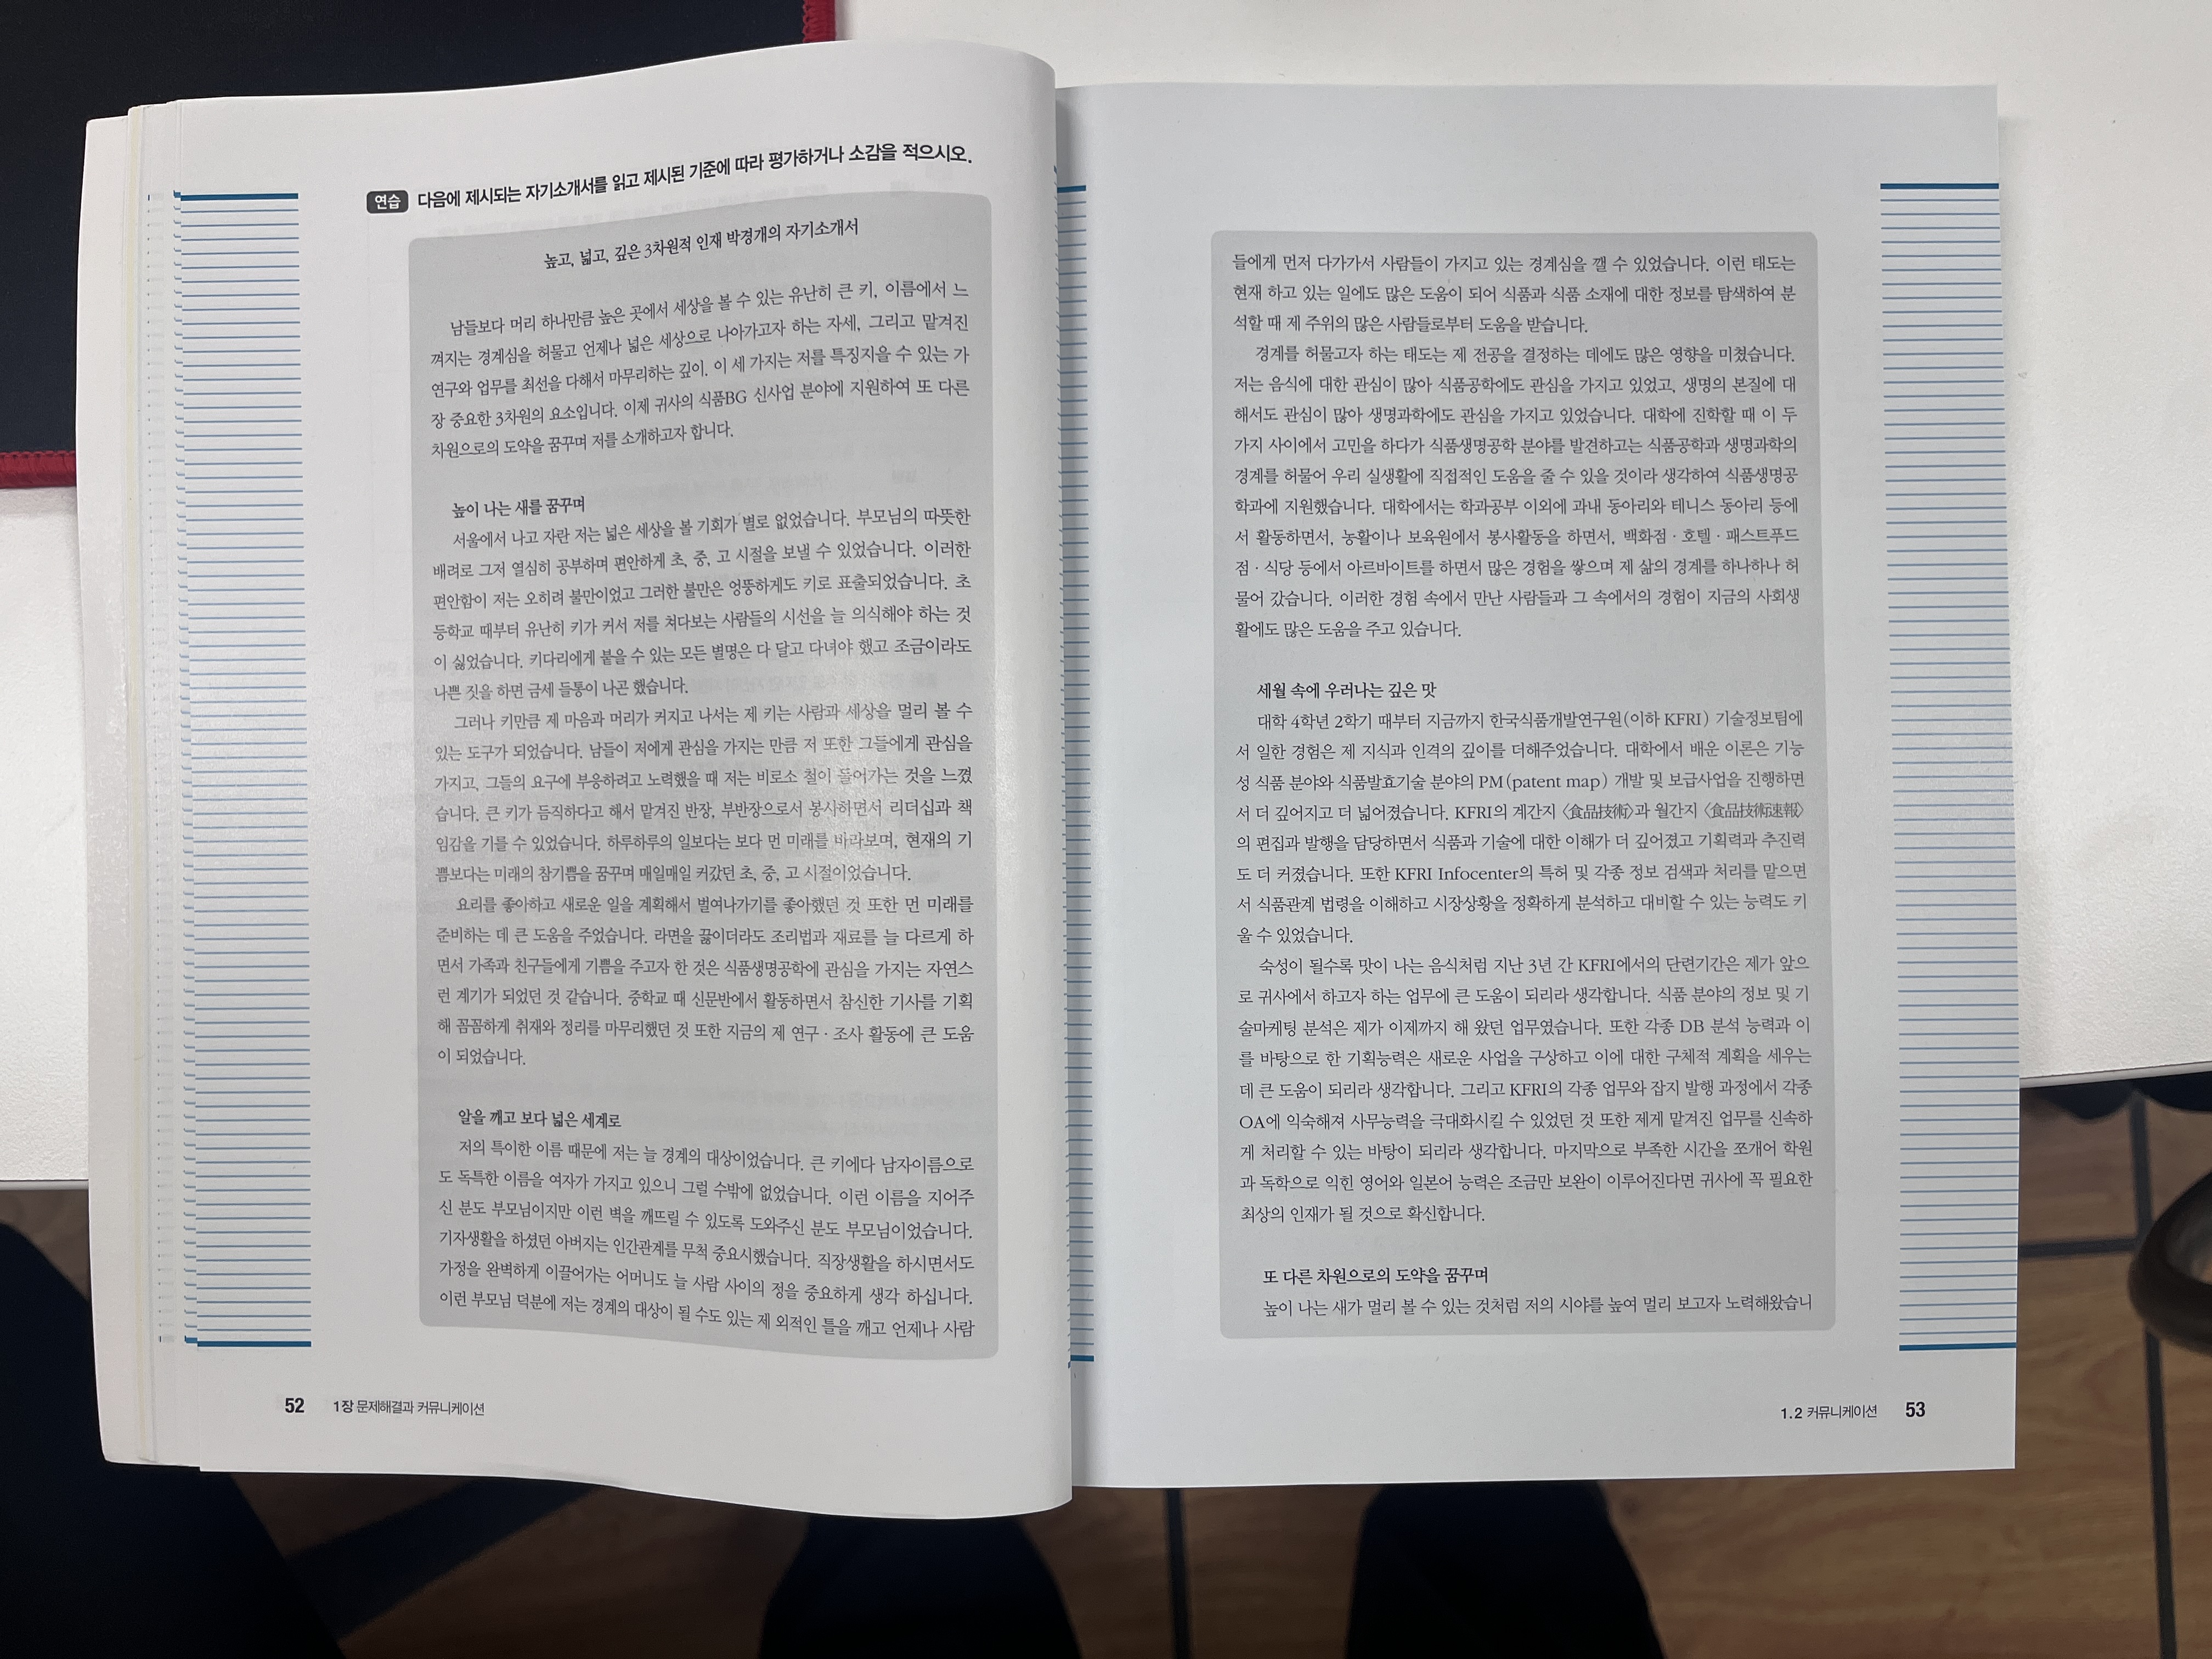 연습 다음에 제시되는 자기소개서를 읽고 제시된 기준에 따라 평가하거나 소감을 적으시오.
높고, 넓고, 깊은 3차원적 인재 박경개의 자기소개서
남들보다 머리 하나만큼 높은 곳에서 세상을 볼 수 있는 유난히 큰 키, 이름에서 느
껴지는 경계심을 허물고 언제나 넓은 세상으로 나아가고자 하는 자세, 그리고 맡겨진
연구와 업무를 최선을 다해서 마무리하는 깊이. 이 세 가지는 저를 특징지을 수 있는 가
장 중요한 3차원의 요소입니다. 이제 귀사의 식품BG 신사업 분야에 지원하여 또 다른
차원으로의 도약을 꿈꾸며 저를 소개하고자 합니다.
높이 나는 새를 꿈꾸며
서울에서 나고 자란 저는 넓은 세상을 볼 기회가 별로 없었습니다. 부모님의 따뜻한
배려로 그저 열심히 공부하며 편안하게 초, 중, 고 시절을 보낼 수 있었습니다. 이러한
편안함이 저는 오히려 불만이었고 그러한 불만은 엉뚱하게도 키로 표출되었습니다. 초
등학교 때부터 유난히 키가 커서 저를 쳐다보는 사람들의 시선을 늘 의식해야 하는 것
이 싫었습니다. 키다리에게 붙을 수 있는 모든 별명은 다 달고 다녀야 했고 조금이라도
나쁜 짓을 하면 금세 들통이 나곤 했습니다.
그러나 키만큼 제 마음과 머리가 커지고 나서는 제 키는 사람과 세상을 멀리 볼 수
있는 도구가 되었습니다. 남들이 저에게 관심을 가지는 만큼 저 또한 그들에게 관심을
가지고, 그들의 요구에 부응하려고 노력했을 때 저는 비로소 철이 들어가는 것을 느꼈
습니다. 큰 키가 듬직하다고 해서 맡겨진 반장, 부반장으로서 봉사하면서 리더십과 책
임감을 기를 수 있었습니다. 하루하루의 일보다는 보다 먼 미래를 바라보며, 현재의 기
쁨보다는 미래의 참기쁨을 꿈꾸며 매일매일 커갔던 초, 중, 고 시절이었습니다.
요리를 좋아하고 새로운 일을 계획해서 벌여나가기를 좋아했던 것 또한 먼 미래를
준비하는 데 큰 도움을 주었습니다. 라면을 끓이더라도 조리법과 재료를 늘 다르게 하
면서 가족과 친구들에게 기쁨을 주고자 한 것은 식품생명공학에 관심을 가지는 자연스
런 계기가 되었던 것 같습니다. 중학교 때 신문반에서 활동하면서 참신한 기사를 기획
해 꼼꼼하게 취재와 정리를 마무리했던 것 또한 지금의 제 연구 · 조사 활동에 큰 도움
이 되었습니다.
알을 깨고 보다 넓은 세계로
저의 특이한 이름 때문에 저는 늘 경계의 대상이었습니다. 큰 키에다 남자이름으로
도 독특한 이름을 여자가 가지고 있으니 그럴 수밖에 없었습니다. 이런 이름을 지어주
신 분도 부모님이지만 이런 벽을 깨뜨릴 수 있도록 도와주신 분도 부모님이었습니다.
기자생활을 하셨던 아버지는 인간관계를 무척 중요시했습니다. 직장생활을 하시면서도
가정을 완벽하게 이끌어가는 어머니도 늘 사람 사이의 정을 중요하게 생각 하십니다.
이런 부모님 덕분에 저는 경계의 대상이 될 수도 있는 제 외적인 틀을 깨고 언제나 사람
52 1장 문제해결과 커뮤니케이션
들에게 먼저 다가가서 사람들이 가지고 있는 경계심을 깰 수 있었습니다. 이런 태도는
현재 하고 있는 일에도 많은 도움이 되어 식품과 식품 소재에 대한 정보를 탐색하여 분
석할 때 제 주위의 많은 사람들로부터 도움을 받습니다.
경계를 허물고자 하는 태도는 제 전공을 결정하는 데에도 많은 영향을 미쳤습니다.
저는 음식에 대한 관심이 많아 식품공학에도 관심을 가지고 있었고, 생명의 본질에 대
해서도 관심이 많아 생명과학에도 관심을 가지고 있었습니다. 대학에 진학할 때 이 두
가지 사이에서 고민을 하다가 식품생명공학 분야를 발견하고는 식품공학과 생명과학의
경계를 허물어 우리 실생활에 직접적인 도움을 줄 수 있을 것이라 생각하여 식품생명공
학과에 지원했습니다. 대학에서는 학과공부 이외에 과내 동아리와 테니스 동아리 등에
서 활동하면서, 농활이나 보육원에서 봉사활동을 하면서, 백화점 · 호텔 · 패스트푸드
점 · 식당 등에서 아르바이트를 하면서 많은 경험을 쌓으며 제 삶의 경계를 하나하나 허
물어 갔습니다. 이러한 경험 속에서 만난 사람들과 그 속에서의 경험이 지금의 사회생
활에도 많은 도움을 주고 있습니다.
세월 속에 우러나는 깊은 맛
대학 4학년 2학기 때부터 지금까지 한국식품개발연구원(이하 KFRI) 기술정보팀에
서 일한 경험은 제 지식과 인격의 깊이를 더해주었습니다. 대학에서 배운 이론은 기능
성 식품 분야와 식품발효기술 분야의 PM(patent map) 개발 및 보급사업을 진행하면
서 더 깊어지고 더 넓어졌습니다. KFRI의 계간지 〈食品技術〉과 월간지 〈食品技術速報〉
의 편집과 발행을 담당하면서 식품과 기술에 대한 이해가 더 깊어졌고 기획력과 추진력
도 더 커졌습니다. 또한 KFRI Infocenter의 특허 및 각종 정보 검색과 처리를 맡으면
서 식품관계 법령을 이해하고 시장상황을 정확하게 분석하고 대비할 수 있는 능력도 키
울 수 있었습니다.
숙성이 될수록 맛이 나는 음식처럼 지난 3년 간 KFRI에서의 단련기간은 제가 앞으
로 귀사에서 하고자 하는 업무에 큰 도움이 되리라 생각합니다. 식품 분야의 정보 및 기
술마케팅 분석은 제가 이제까지 해 왔던 업무였습니다. 또한 각종 DB 분석 능력과 이
를 바탕으로 한 기획능력은 새로운 사업을 구상하고 이에 대한 구체적 계획을 세우는
데 큰 도움이 되리라 생각합니다. 그리고 KFRI의 각종 업무와 잡지 발행 과정에서 각종
OA에 익숙해져 사무능력을 극대화시킬 수 있었던 것 또한 제게 맡겨진 업무를 신속하
게 처리할 수 있는 바탕이 되리라 생각합니다. 마지막으로 부족한 시간을 쪼개어 학원
과 독학으로 익힌 영어와 일본어 능력은 조금만 보완이 이루어진다면 귀사에 꼭 필요한
최상의 인재가 될 것으로 확신합니다.
또 다른 차원으로의 도약을 꿈꾸며
높이 나는 새가 멀리 볼 수 있는 것처럼 저의 시야를 높여 멀리 보고자 노력해왔습니
1.2 커뮤니케이션 53